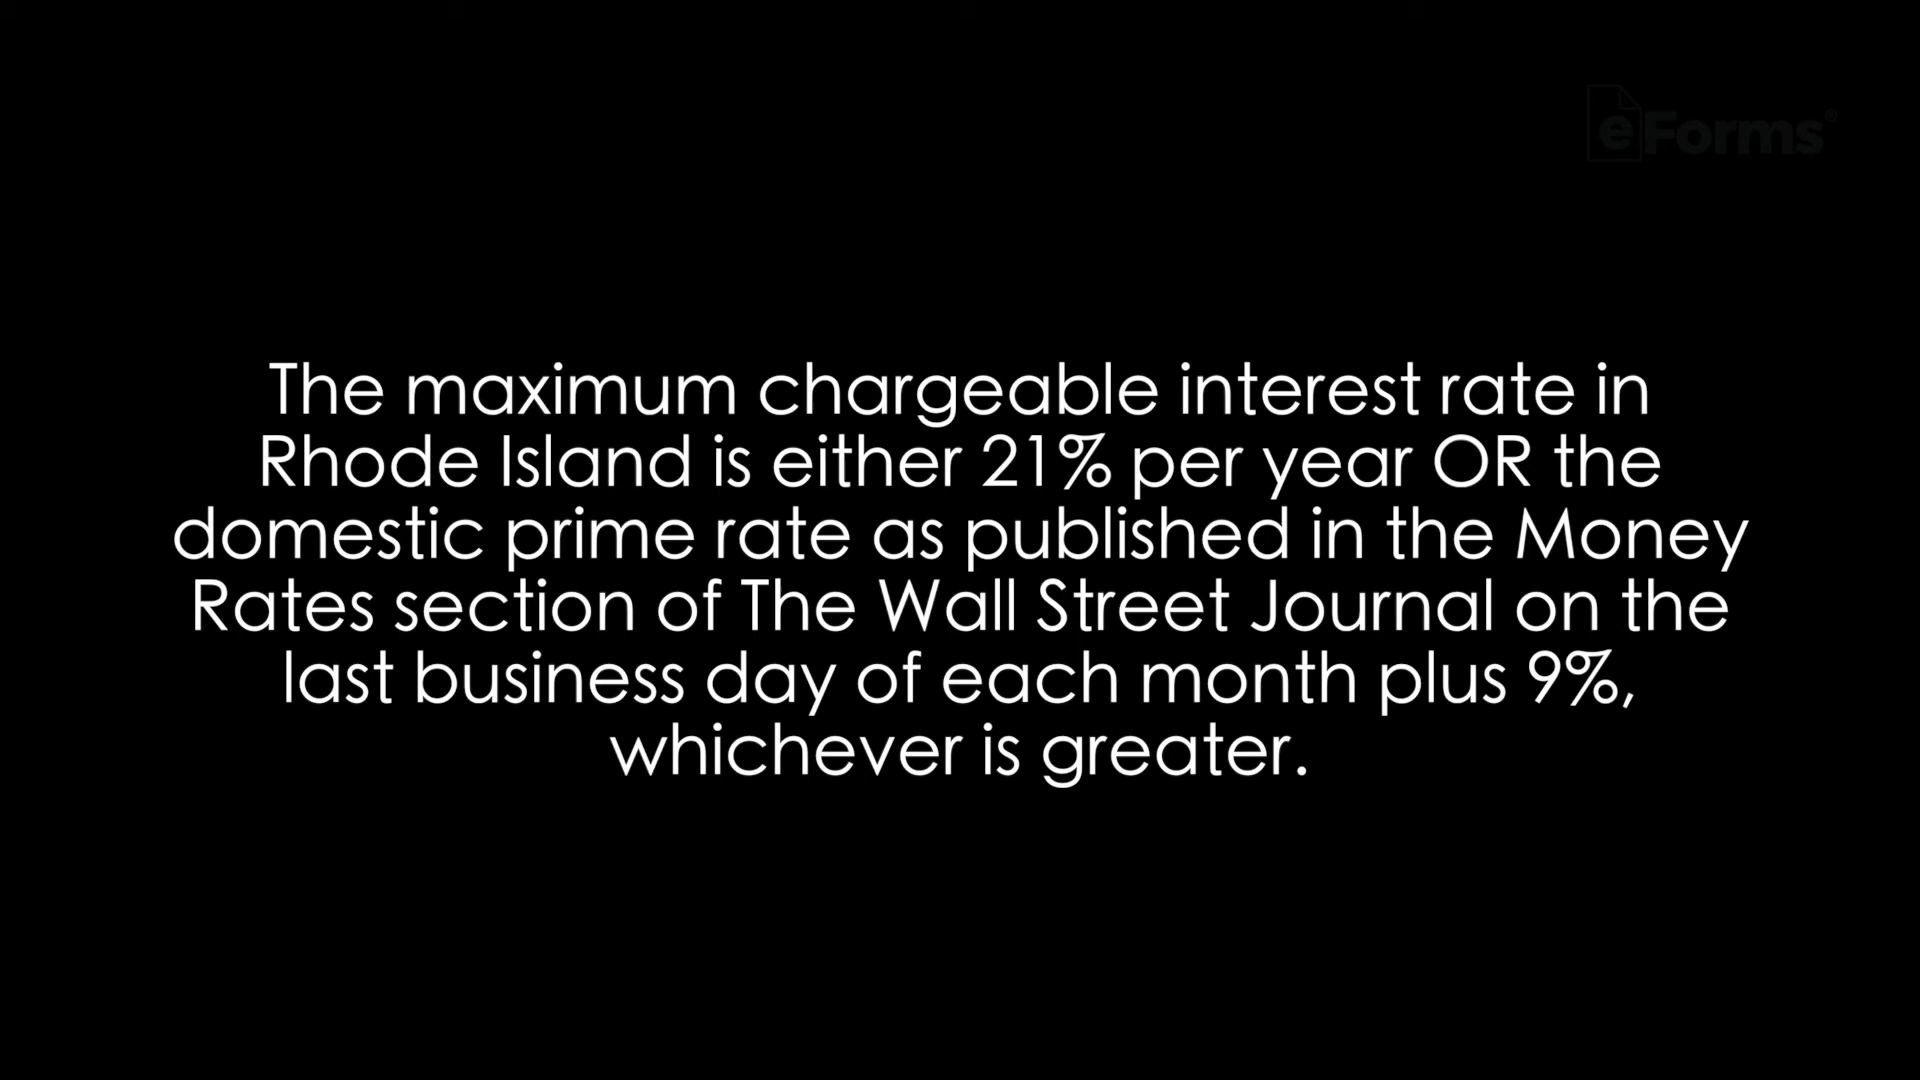 eForms®
The maximum chargeable interest rate in
Rhode Island is either 21% per year OR the
domestic prime rate as published in the Money
Rates section of The Wall Street Journal on the
last business day of each month plus 9%,
whichever is greater.